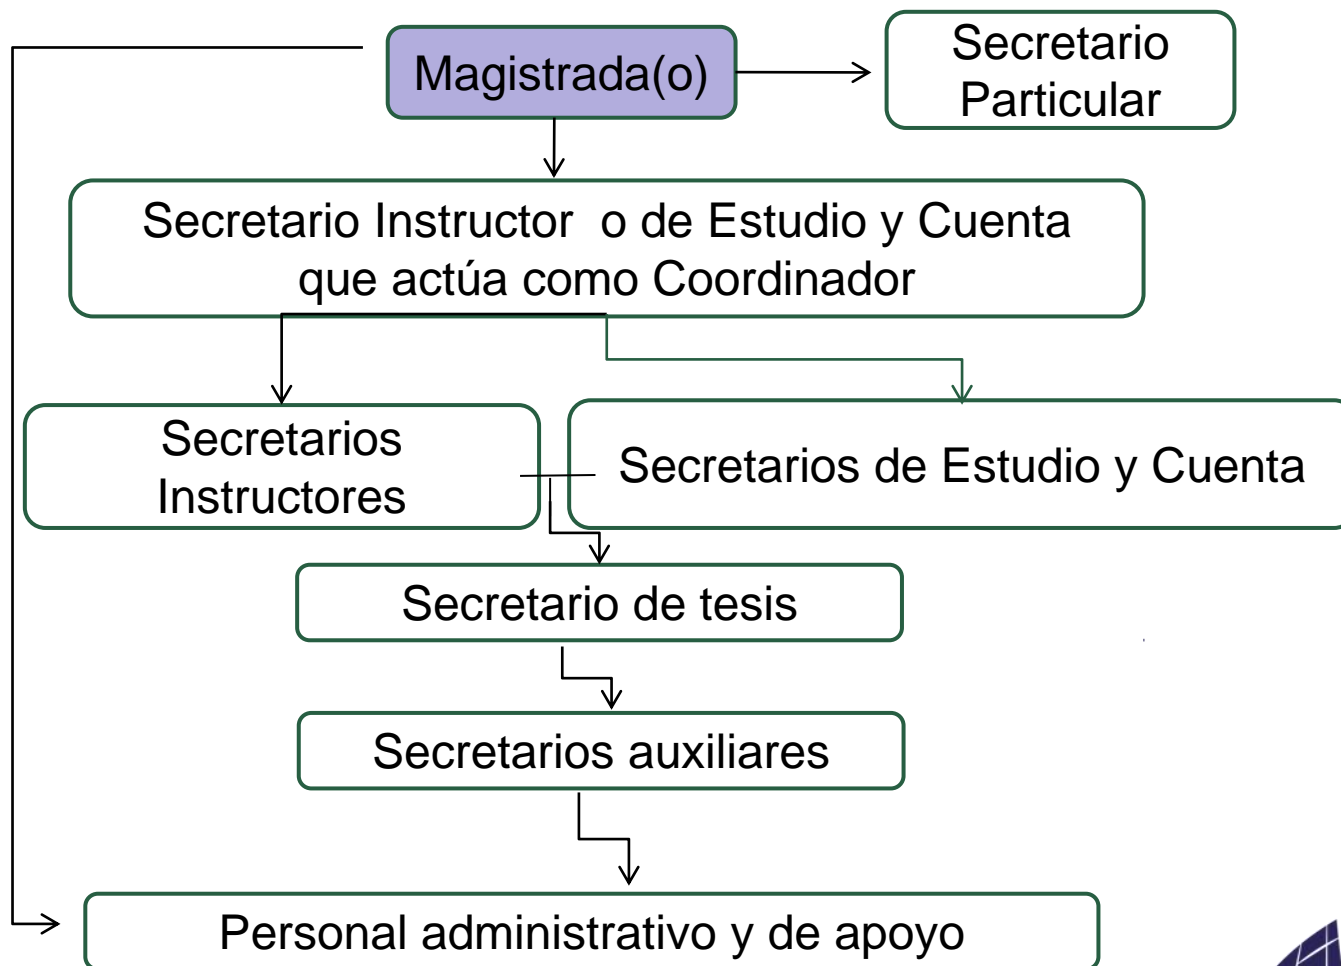 Magistrada(o)
Secretario
Particular
Secretario Instructor o de Estudio y Cuenta
que actúa como Coordinador
Secretarios
Instructores
Secretarios de Estudio y Cuenta
Secretario de tesis
Secretarios auxiliares
Personal administrativo y de apoyo